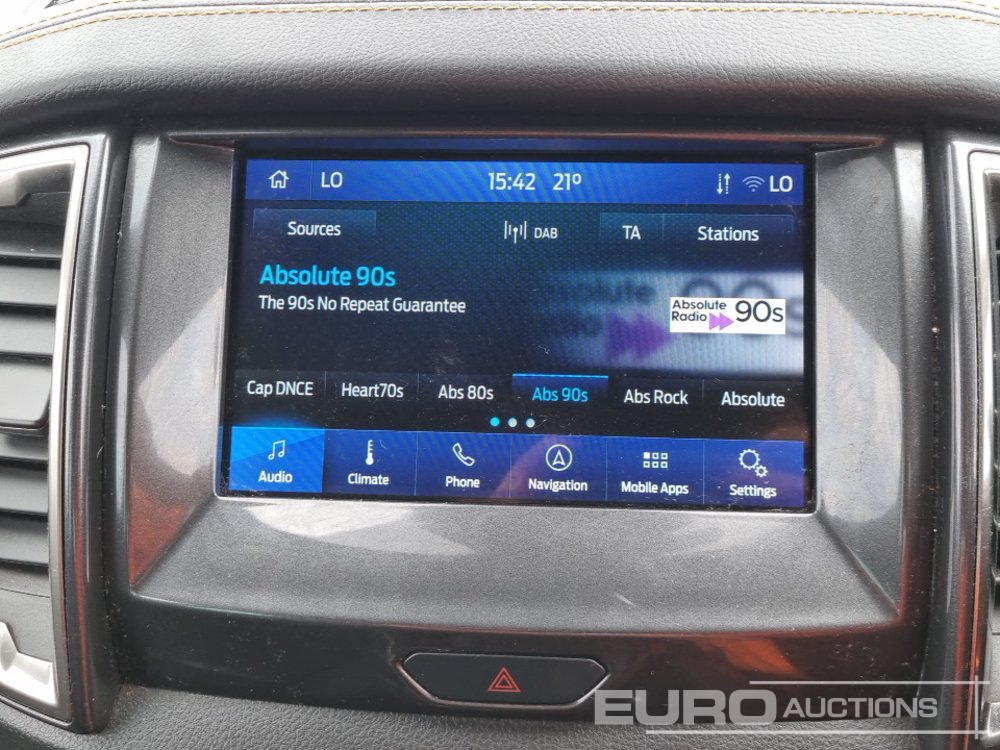 LO 15:42 21° LO
Sources DAB TA Stations
Absolute 90s
The 90s No Repeat Guarantee
Absolute
Radio 90s
Cap DNCE Heart70s Abs 80s Abs 90s Abs Rock Absolute
Audio Climate Phone Navigation Mobile Apps Settings
EURO AUCTIONS